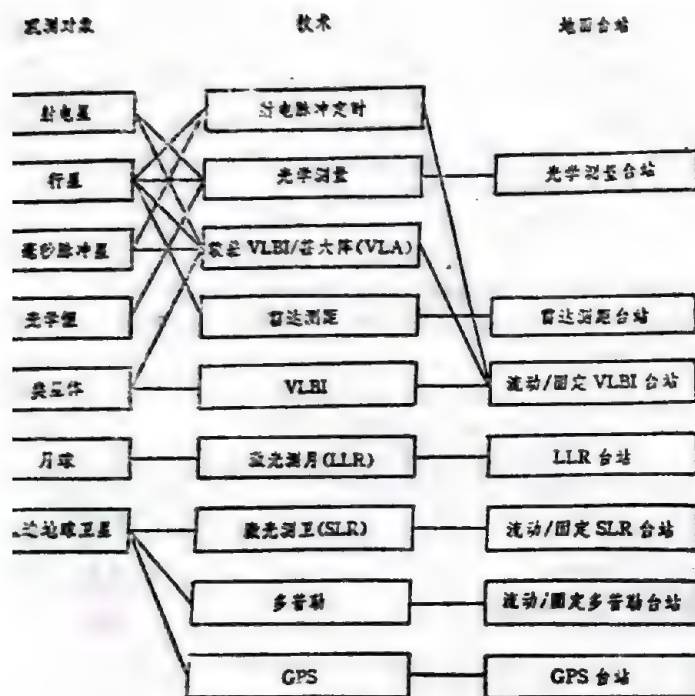 观测对象 技术 地面台站
射电星 射电脉冲定时
行星 光学测量 光学测量台站
毫秒脉冲星 较差 VLBI/甚大阵(VLA)
光学恒 雷达测距 雷达测距台站
类星体 VLBI 流动/固定 VLBI 台站
月球 激光测月(LLR) LLR 台站
近地球卫星 激光测卫(SLR) 流动/固定 SLR 台站
多普勒 流动/固定多普勒台站
GPS GPS 台站